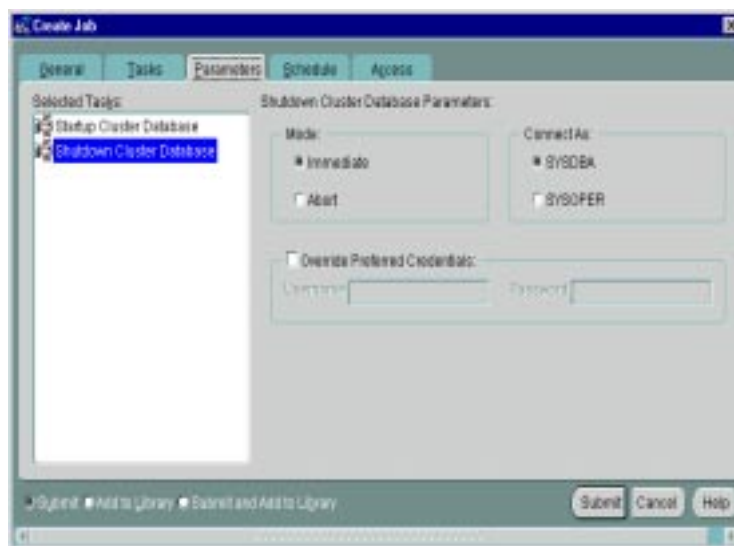 Create Job
General Tasks Parameters Schedule Access
Selected Tasks:
Startup Cluster Database
Shutdown Cluster Database
Shutdown Cluster Database Parameters:
Mode:
Immediate
Abort
Connect As:
SYSDBA
SYSOPER
Override Preferred Credentials:
Username: Password:
Submit Add to Library Submit and Add to Library
Submit Cancel Help